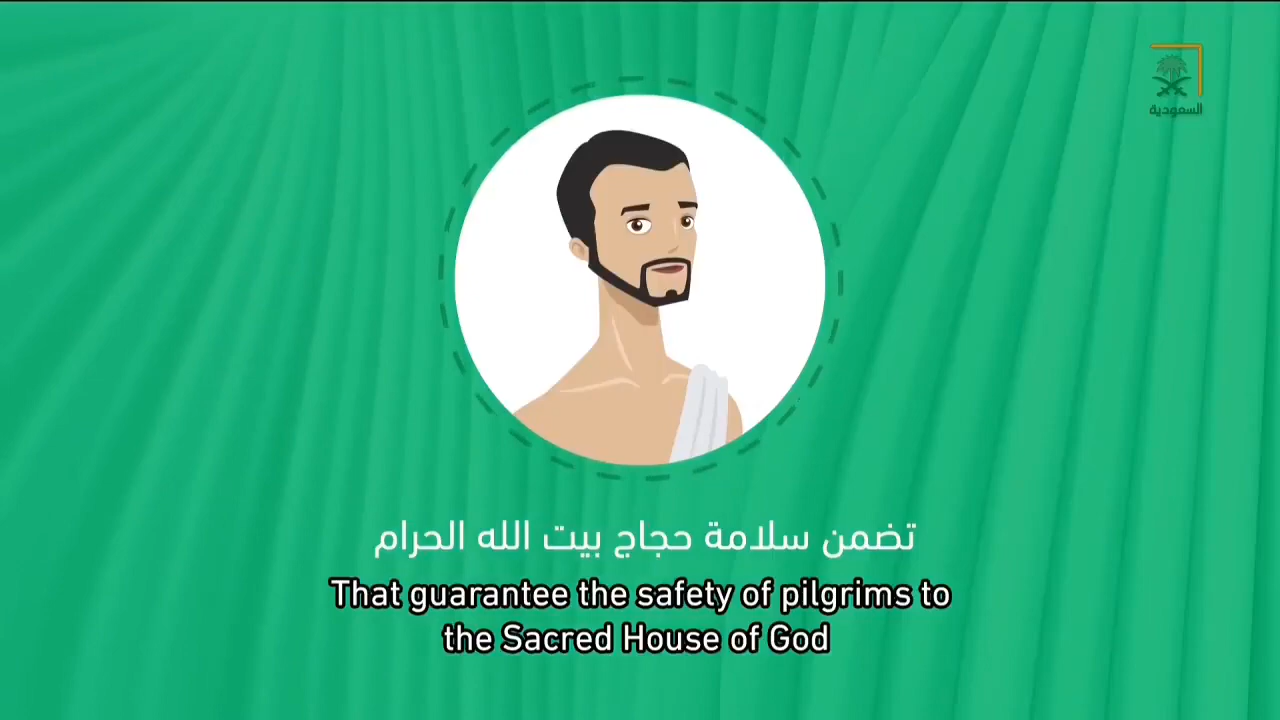 السعودية
تضمن سلامة حجاج بيت الله الحرام
That guarantee the safety of pilgrims to
the Sacred House of God